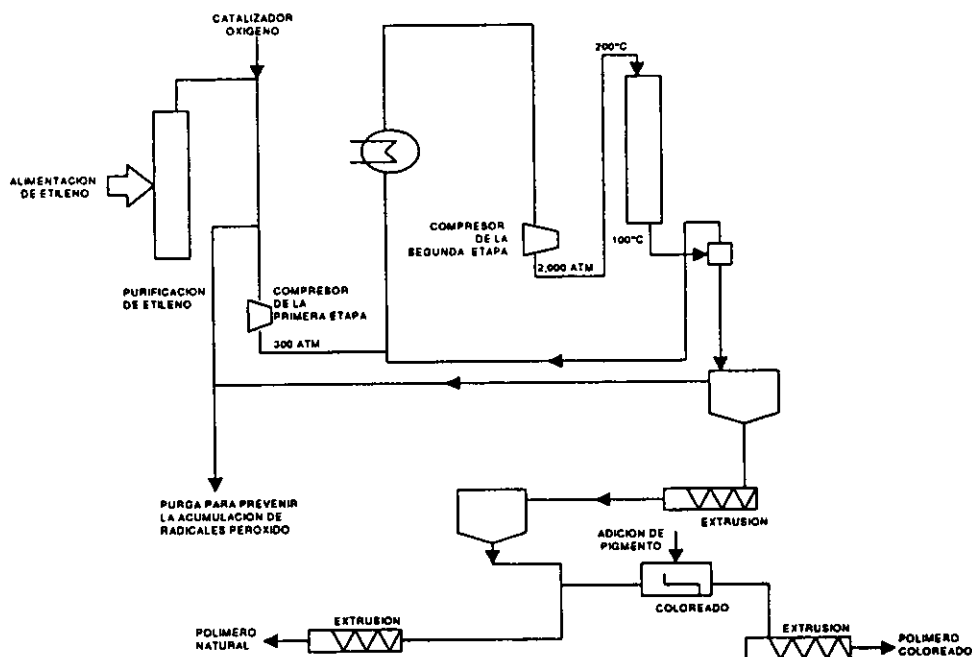 CATALIZADOR
OXIGENO
200°C
ALIMENTACION
DE ETILENO
COMPRESOR
DE LA
SEGUNDA ETAPA
100°C
2,000 ATM
PURIFICACION
DE ETILENO
COMPRESOR
DE LA
PRIMERA ETAPA
300 ATM
PURGA PARA PREVENIR
LA ACUMULACION DE
RADICALES PEROXIDO
EXTRUSION
ADICION DE
PIGMENTO
COLOREADO
POLIMERO
NATURAL
EXTRUSION
EXTRUSION
POLIMERO
COLOREADO